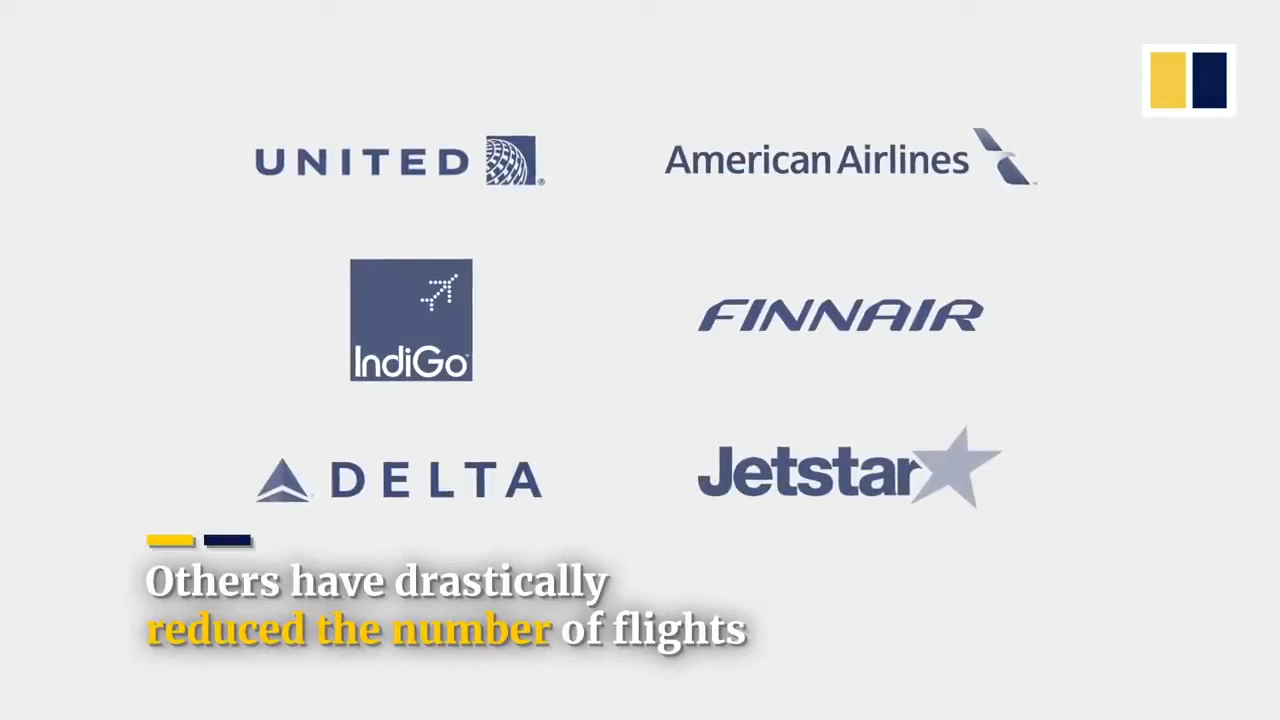 UNITED
American Airlines
IndiGo
FINNAIR
DELTA
Jetstar
Others have drastically
reduced the number of flights